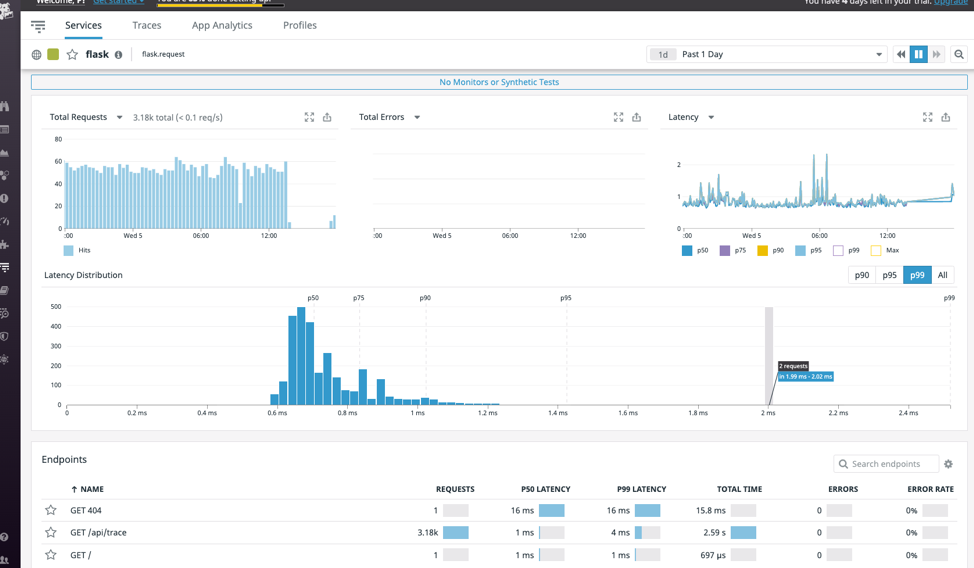 Welcome, P! Get started
You have 4 days left in your trial. Upgrade
Services Traces App Analytics Profiles
flask flask.request 1d Past 1 Day
No Monitors or Synthetic Tests
Total Requests 3.18k total (< 0.1 req/s)
80
60
40
20
0
:00 Wed 5 06:00 12:00
Hits
Total Errors
:00 Wed 5 06:00 12:00
Latency
2
1
0
:00 Wed 5 06:00 12:00
p50 p75 p90 p95 p99 Max
Latency Distribution p90 p95 p99 All
p50 p75 p90 p95 p99
500
400
300
200
100
0
2 requests
in 1.99 ms - 2.02 ms
0 0.2 ms 0.4 ms 0.6 ms 0.8 ms 1 ms 1.2 ms 1.4 ms 1.6 ms 1.8 ms 2 ms 2.2 ms 2.4 ms
Endpoints Search endpoints
↑ NAME REQUESTS P50 LATENCY P99 LATENCY TOTAL TIME ERRORS ERROR RATE
GET 404 1 16 ms 16 ms 15.8 ms 0 0%
GET /api/trace 3.18k 1 ms 4 ms 2.59 s 0 0%
GET / 1 1 ms 1 ms 697 µs 0 0%